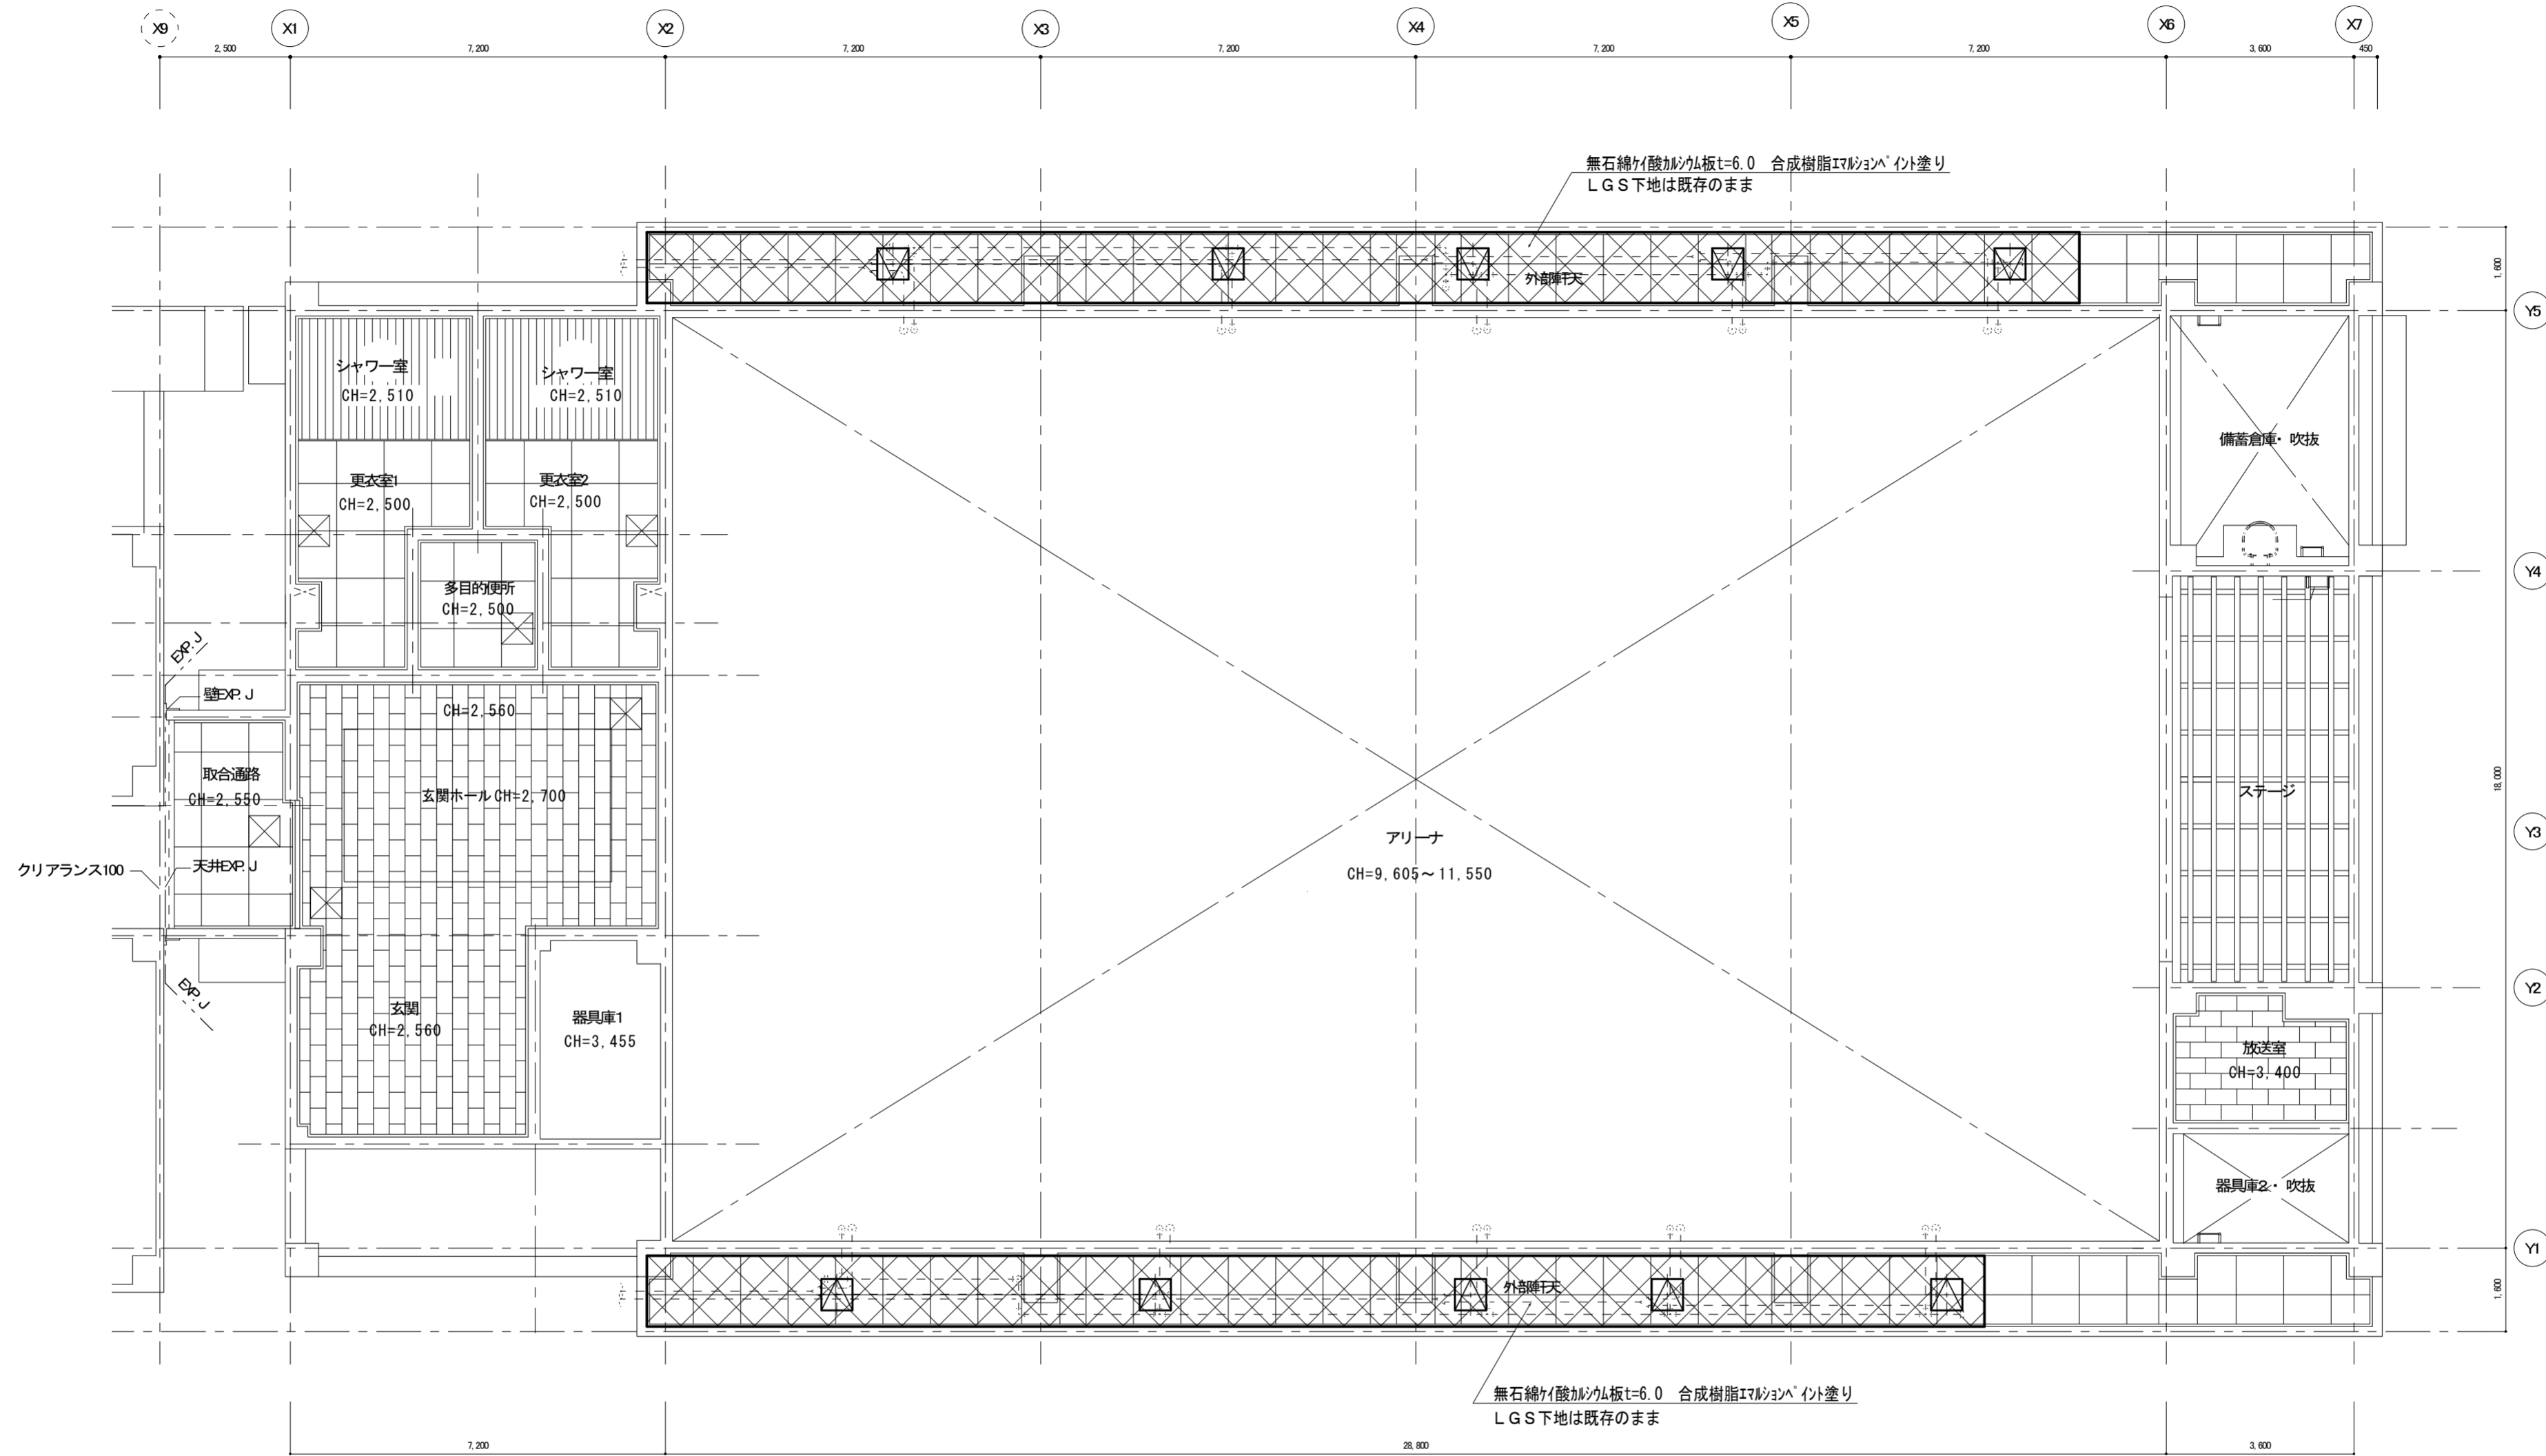 X9
X1
X2
X3
X4
X5
X6
X7
2,500
7,200
7,200
7,200
7,200
7,200
3,600
450
無石綿ケイ酸カルシウム板t=6.0　合成樹脂エマルションペイント塗り
ＬＧＳ下地は既存のまま
外部軒天
1,600
Y5
シャワー室
CH=2,510
シャワー室
CH=2,510
備蓄倉庫・吹抜
更衣室1
CH=2,500
更衣室2
CH=2,500
多目的便所
CH=2,500
Y4
EXP.J
壁EXP.J
CH=2,560
取合通路
CH=2,550
玄関ホール CH=2,700
ステージ
18,000
アリーナ
CH=9,605～11,550
Y3
クリアランス100
天井EXP.J
EXP.J
Y2
玄関
CH=2,560
器具庫1
CH=3,455
放送室
CH=3,400
器具庫2・吹抜
Y1
外部軒天
1,600
無石綿ケイ酸カルシウム板t=6.0　合成樹脂エマルションペイント塗り
ＬＧＳ下地は既存のまま
7,200
28,800
3,600